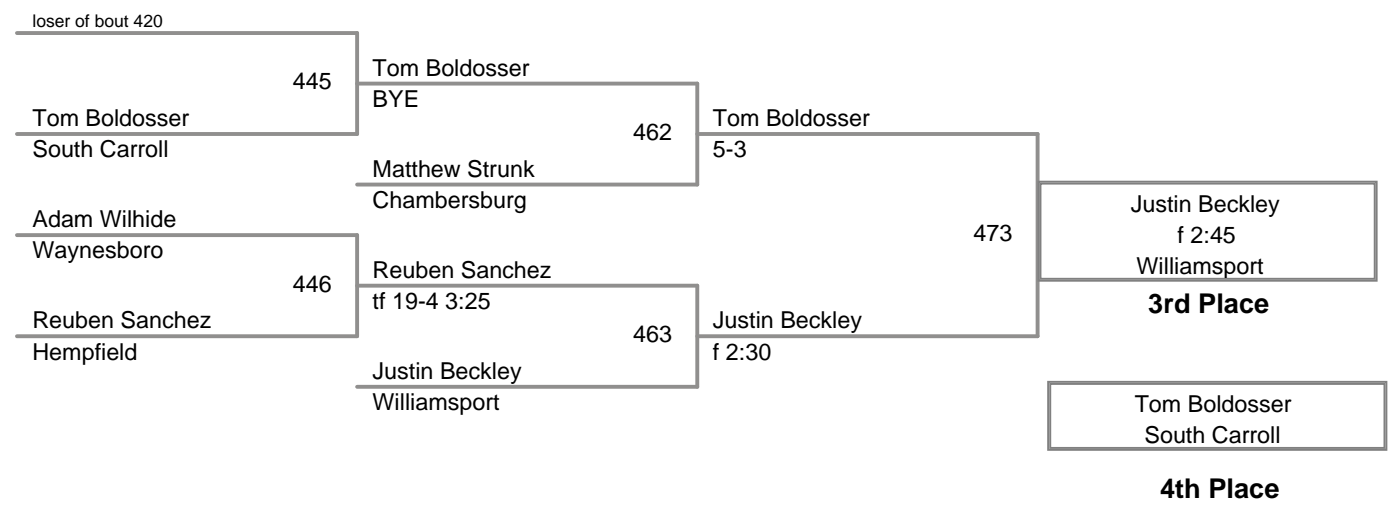 loser of bout 420
445
Tom Boldosser
South Carroll
Adam Wilhide
Waynesboro
446
Reuben Sanchez
Hempfield
Tom Boldosser
BYE
462
Matthew Strunk
Chambersburg
Reuben Sanchez
tf 19-4 3:25
463
Justin Beckley
Williamsport
Tom Boldosser
5-3
473
Justin Beckley
f 2:30
Justin Beckley
f 2:45
Williamsport
3rd Place
Tom Boldosser
South Carroll
4th Place